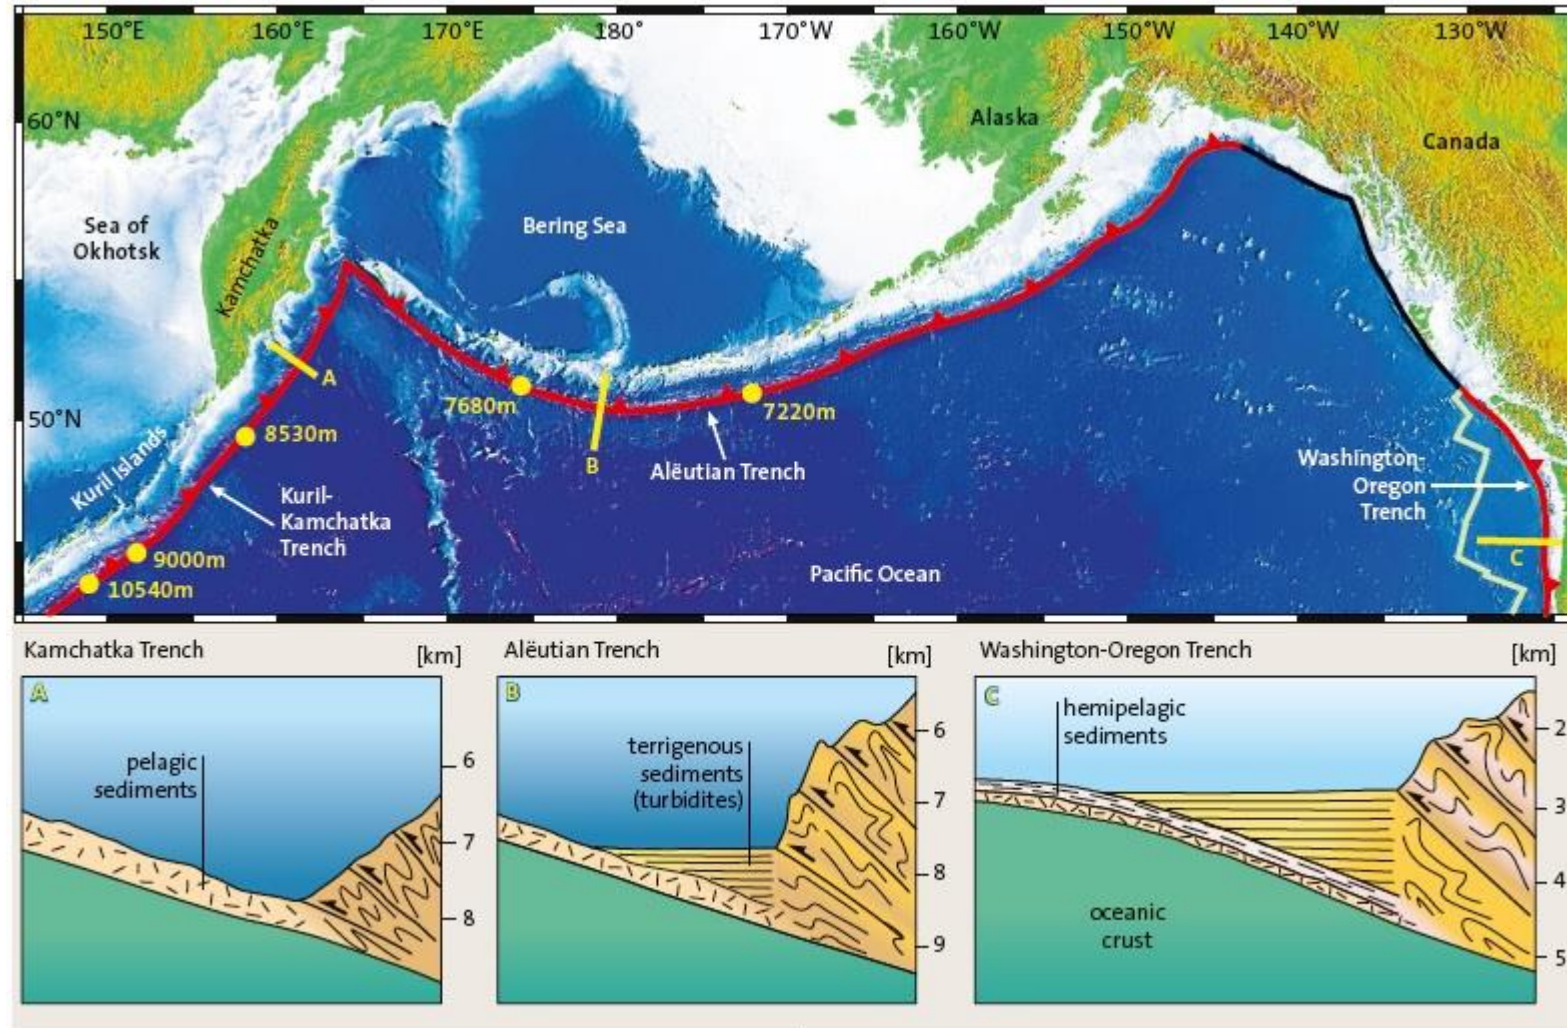 150°E 160°E 170°E 180° 170°W 160°W 150°W 140°W 130°W
60°N
50°N
Alaska
Canada
Sea of
Okhotsk
Kamchatka
Bering Sea
A
7680m
7220m
8530m
B
Alëutian Trench
Kuril Islands
Kuril-
Kamchatka
Trench
Washington-
Oregon
Trench
9000m
10540m
Pacific Ocean
C
Kamchatka Trench [km]
A
pelagic
sediments
6
7
8
Alëutian Trench [km]
B
terrigenous
sediments
(turbidites)
6
7
8
9
Washington-Oregon Trench [km]
C
hemipelagic
sediments
oceanic
crust
2
3
4
5